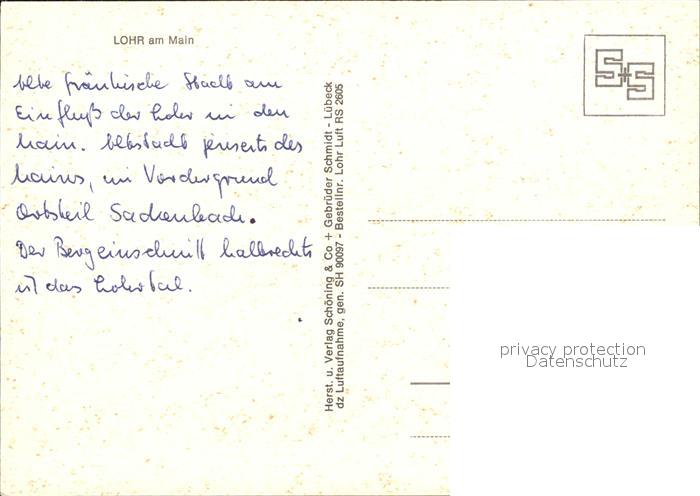 LOHR am Main
Alte fränkische Stadt am
Einfluß der Lohr in den
Main. Altstadt jenseits des
Mains, im Vordergrund
Ortsteil Sackenbach.
Der Bergeinschnitt halbrechts
ist das Lohrtal.
Herst. u. Verlag Schöning & Co + Gebrüder Schmidt - Lübeck
dz Luftaufnahme, gen. SH 90097 - Bestellnr. Lohr Luft RS 2605
S+S
privacy protection
Datenschutz